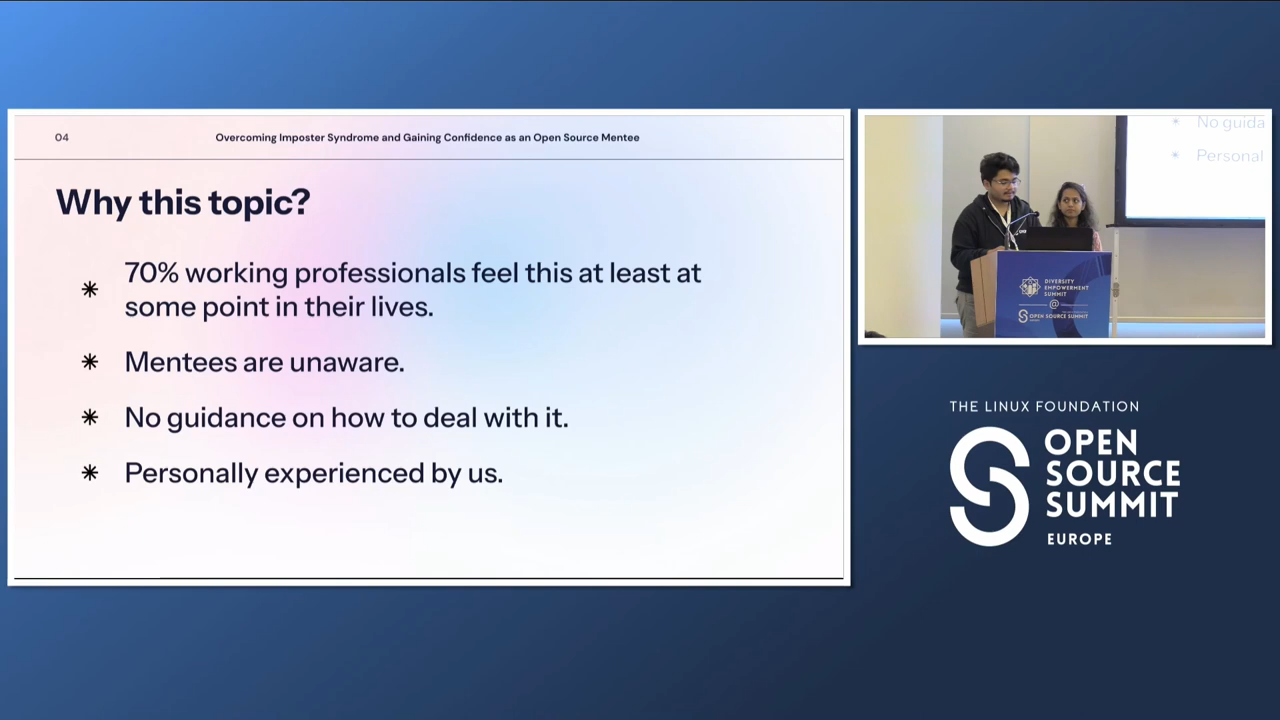 04
Overcoming Imposter Syndrome and Gaining Confidence as an Open Source Mentee
Why this topic?
70% working professionals feel this at least at
some point in their lives.
Mentees are unaware.
No guidance on how to deal with it.
Personally experienced by us.
No guida
Personal
DIVERSITY
EMPOWERMENT
SUMMIT
@
OPEN SOURCE SUMMIT
THE LINUX FOUNDATION
OPEN
SOURCE
SUMMIT
EUROPE